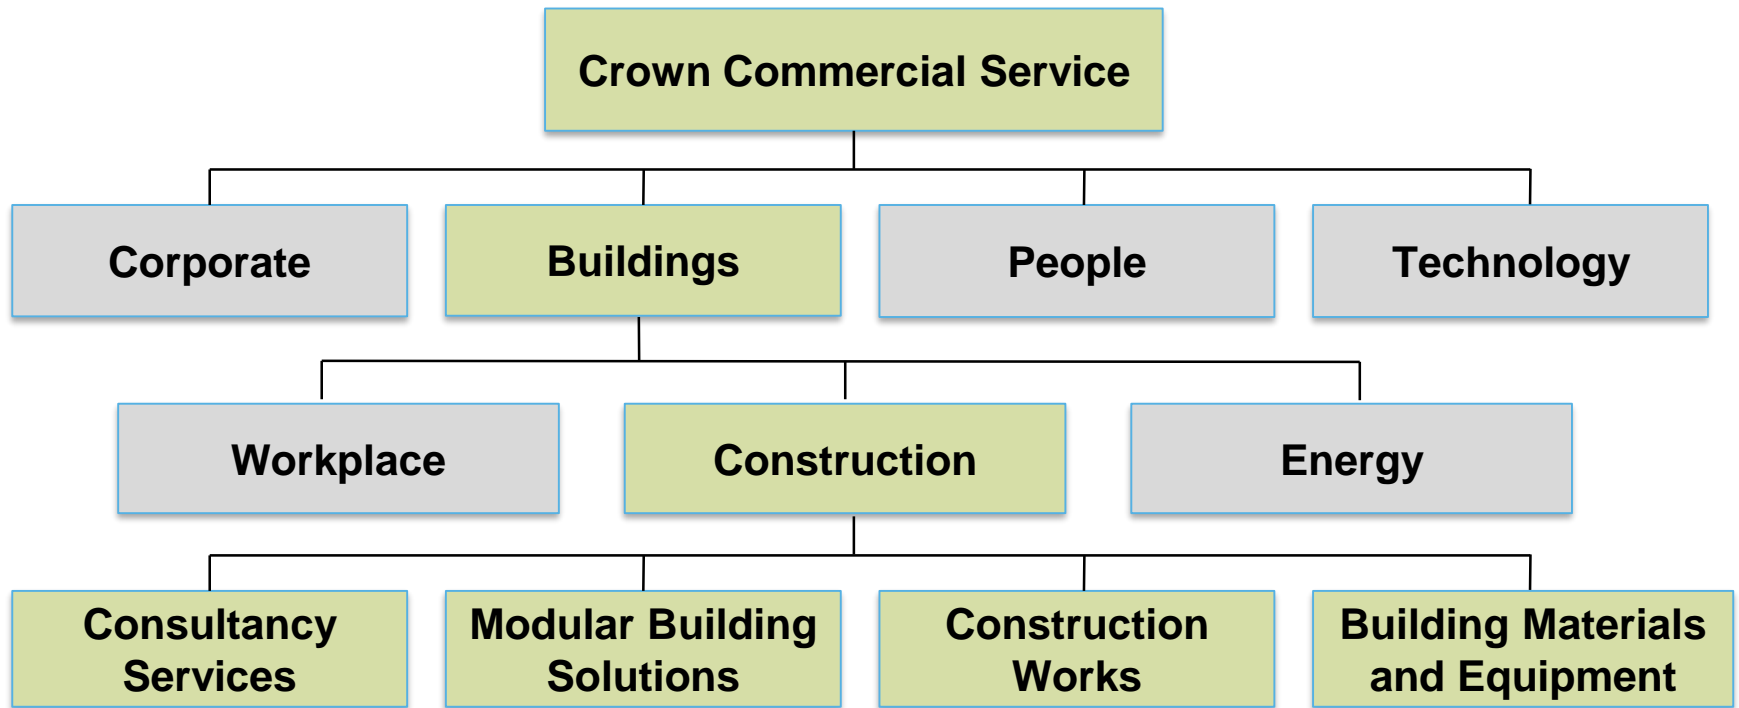 Crown Commercial Service
Corporate
Buildings
People
Technology
Workplace
Construction
Energy
Consultancy
Services
Modular Building
Solutions
Construction
Works
Building Materials
and Equipment